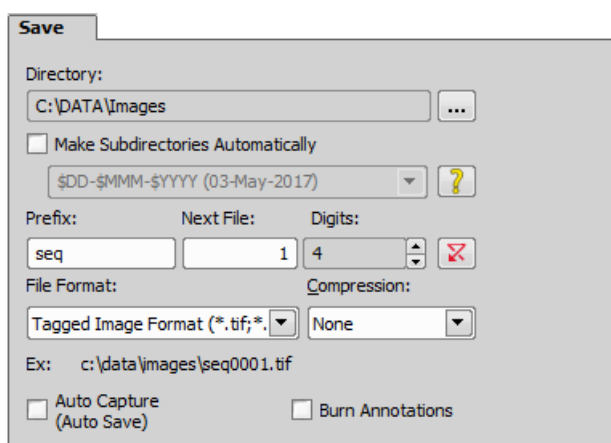 Save
Directory:
C:\DATA\Images
...
Make Subdirectories Automatically
$DD-$MMM-$YYYY (03-May-2017)
?
Prefix: Next File: Digits:
seq 1 4
File Format: Compression:
Tagged Image Format (*.tif;*. None
Ex: c:\data\images\seq0001.tif
Auto Capture
(Auto Save) Burn Annotations